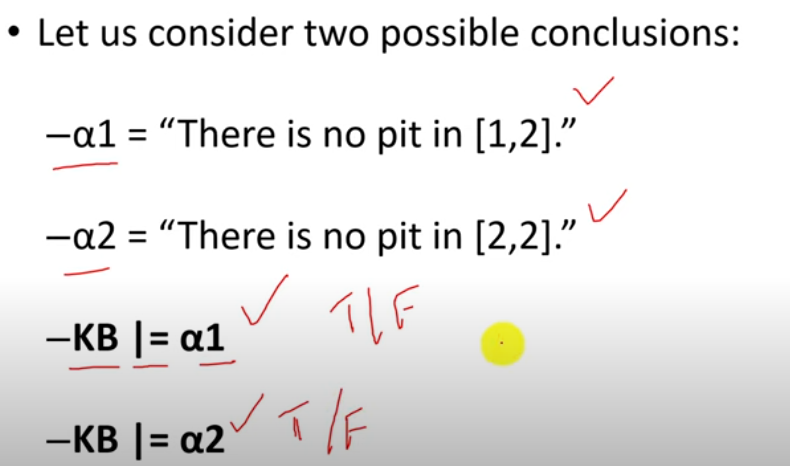 • Let us consider two possible conclusions:
–α1 = “There is no pit in [1,2].”
–α2 = “There is no pit in [2,2].”
–KB |= α1 T/F
–KB |= α2 T/F